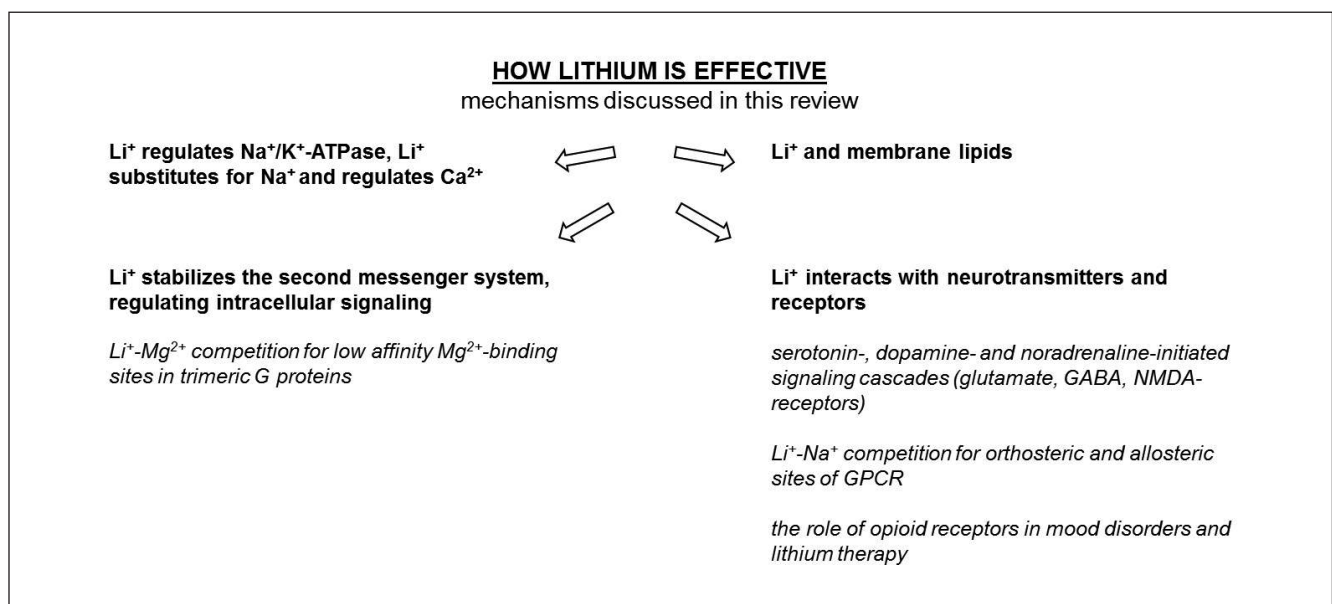 HOW LITHIUM IS EFFECTIVE
mechanisms discussed in this review
Li⁺ regulates Na⁺/K⁺-ATPase, Li⁺
substitutes for Na⁺ and regulates Ca²⁺
Li⁺ and membrane lipids
Li⁺ stabilizes the second messenger system,
regulating intracellular signaling
Li⁺-Mg²⁺ competition for low affinity Mg²⁺-binding
sites in trimeric G proteins
Li⁺ interacts with neurotransmitters and
receptors
serotonin-, dopamine- and noradrenaline-initiated
signaling cascades (glutamate, GABA, NMDA-
receptors)
Li⁺-Na⁺ competition for orthosteric and allosteric
sites of GPCR
the role of opioid receptors in mood disorders and
lithium therapy